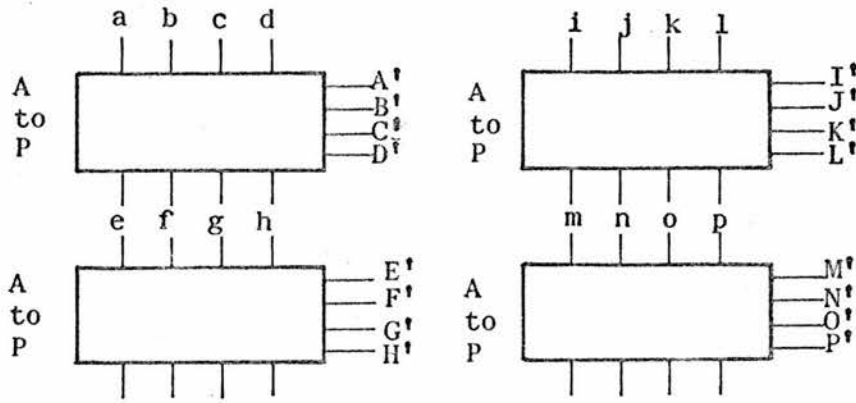 a b c d
A to P
A'
B'
C'
D'
i j k l
A to P
I'
J'
K'
L'
e f g h
A to P
E'
F'
G'
H'
m n o p
A to P
M'
N'
O'
P'